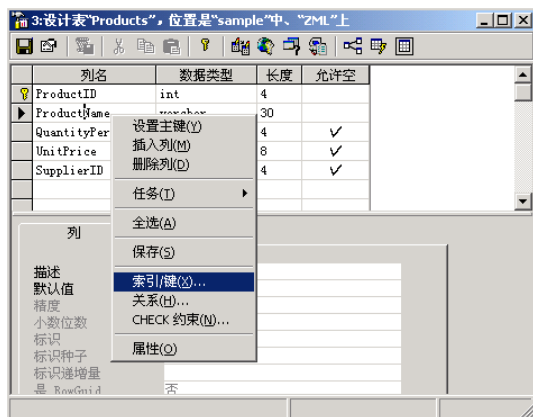 3:设计表“Products”，位置是“sample”中、“ZML”上
列名 数据类型 长度 允许空
ProductID int 4
ProductName varchar 30
QuantityPer 4 ✓
UnitPrice 8 ✓
SupplierID 4 ✓
设置主键(Y)
插入列(M)
删除列(D)
任务(T)
全选(A)
保存(S)
索引/键(X)...
关系(H)...
CHECK 约束(N)...
属性(O)
列
描述
默认值
精度
小数位数
标识
标识种子
标识递增量
是 RowGuid 否